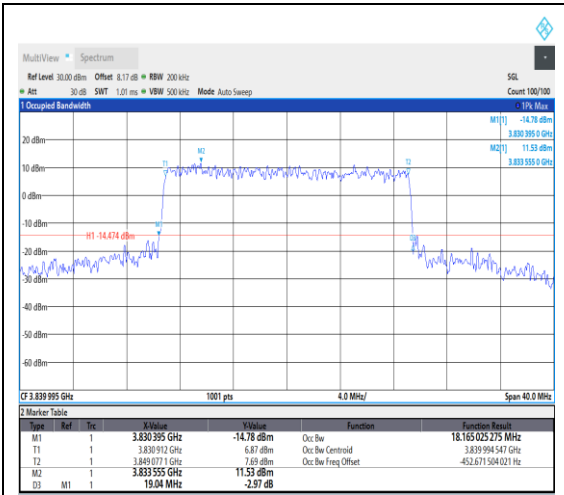 MultiView Spectrum
Ref Level 30.00 dBm Offset 8.17 dB RBW 200 kHz SGL
Att 30 dB SWT 1.01 ms VBW 500 kHz Mode Auto Sweep Count 100/100
1 Occupied Bandwidth 1Pk Max
M1[1] -14.78 dBm
3.830 395 0 GHz
M2[1] 11.53 dBm
3.833 555 0 GHz
20 dBm
M2
T1
T2
10 dBm
0 dBm
-10 dBm
M1
H1 -14.474 dBm
-20 dBm
-30 dBm
-40 dBm
-50 dBm
-60 dBm
CF 3.839 995 GHz 1001 pts 4.0 MHz/ Span 40.0 MHz
2 Marker Table
Type Ref Trc X-Value Y-Value Function Function Result
M1 1 3.830 395 GHz -14.78 dBm Occ Bw 18.165 025 275 MHz
T1 1 3.830 912 GHz 6.87 dBm Occ Bw Centroid 3.839 994 547 GHz
T2 1 3.849 077 1 GHz 7.69 dBm Occ Bw Freq Offset -452.671 504 021 Hz
M2 1 3.833 555 GHz 11.53 dBm
D3 M1 1 19.04 MHz -2.97 dB